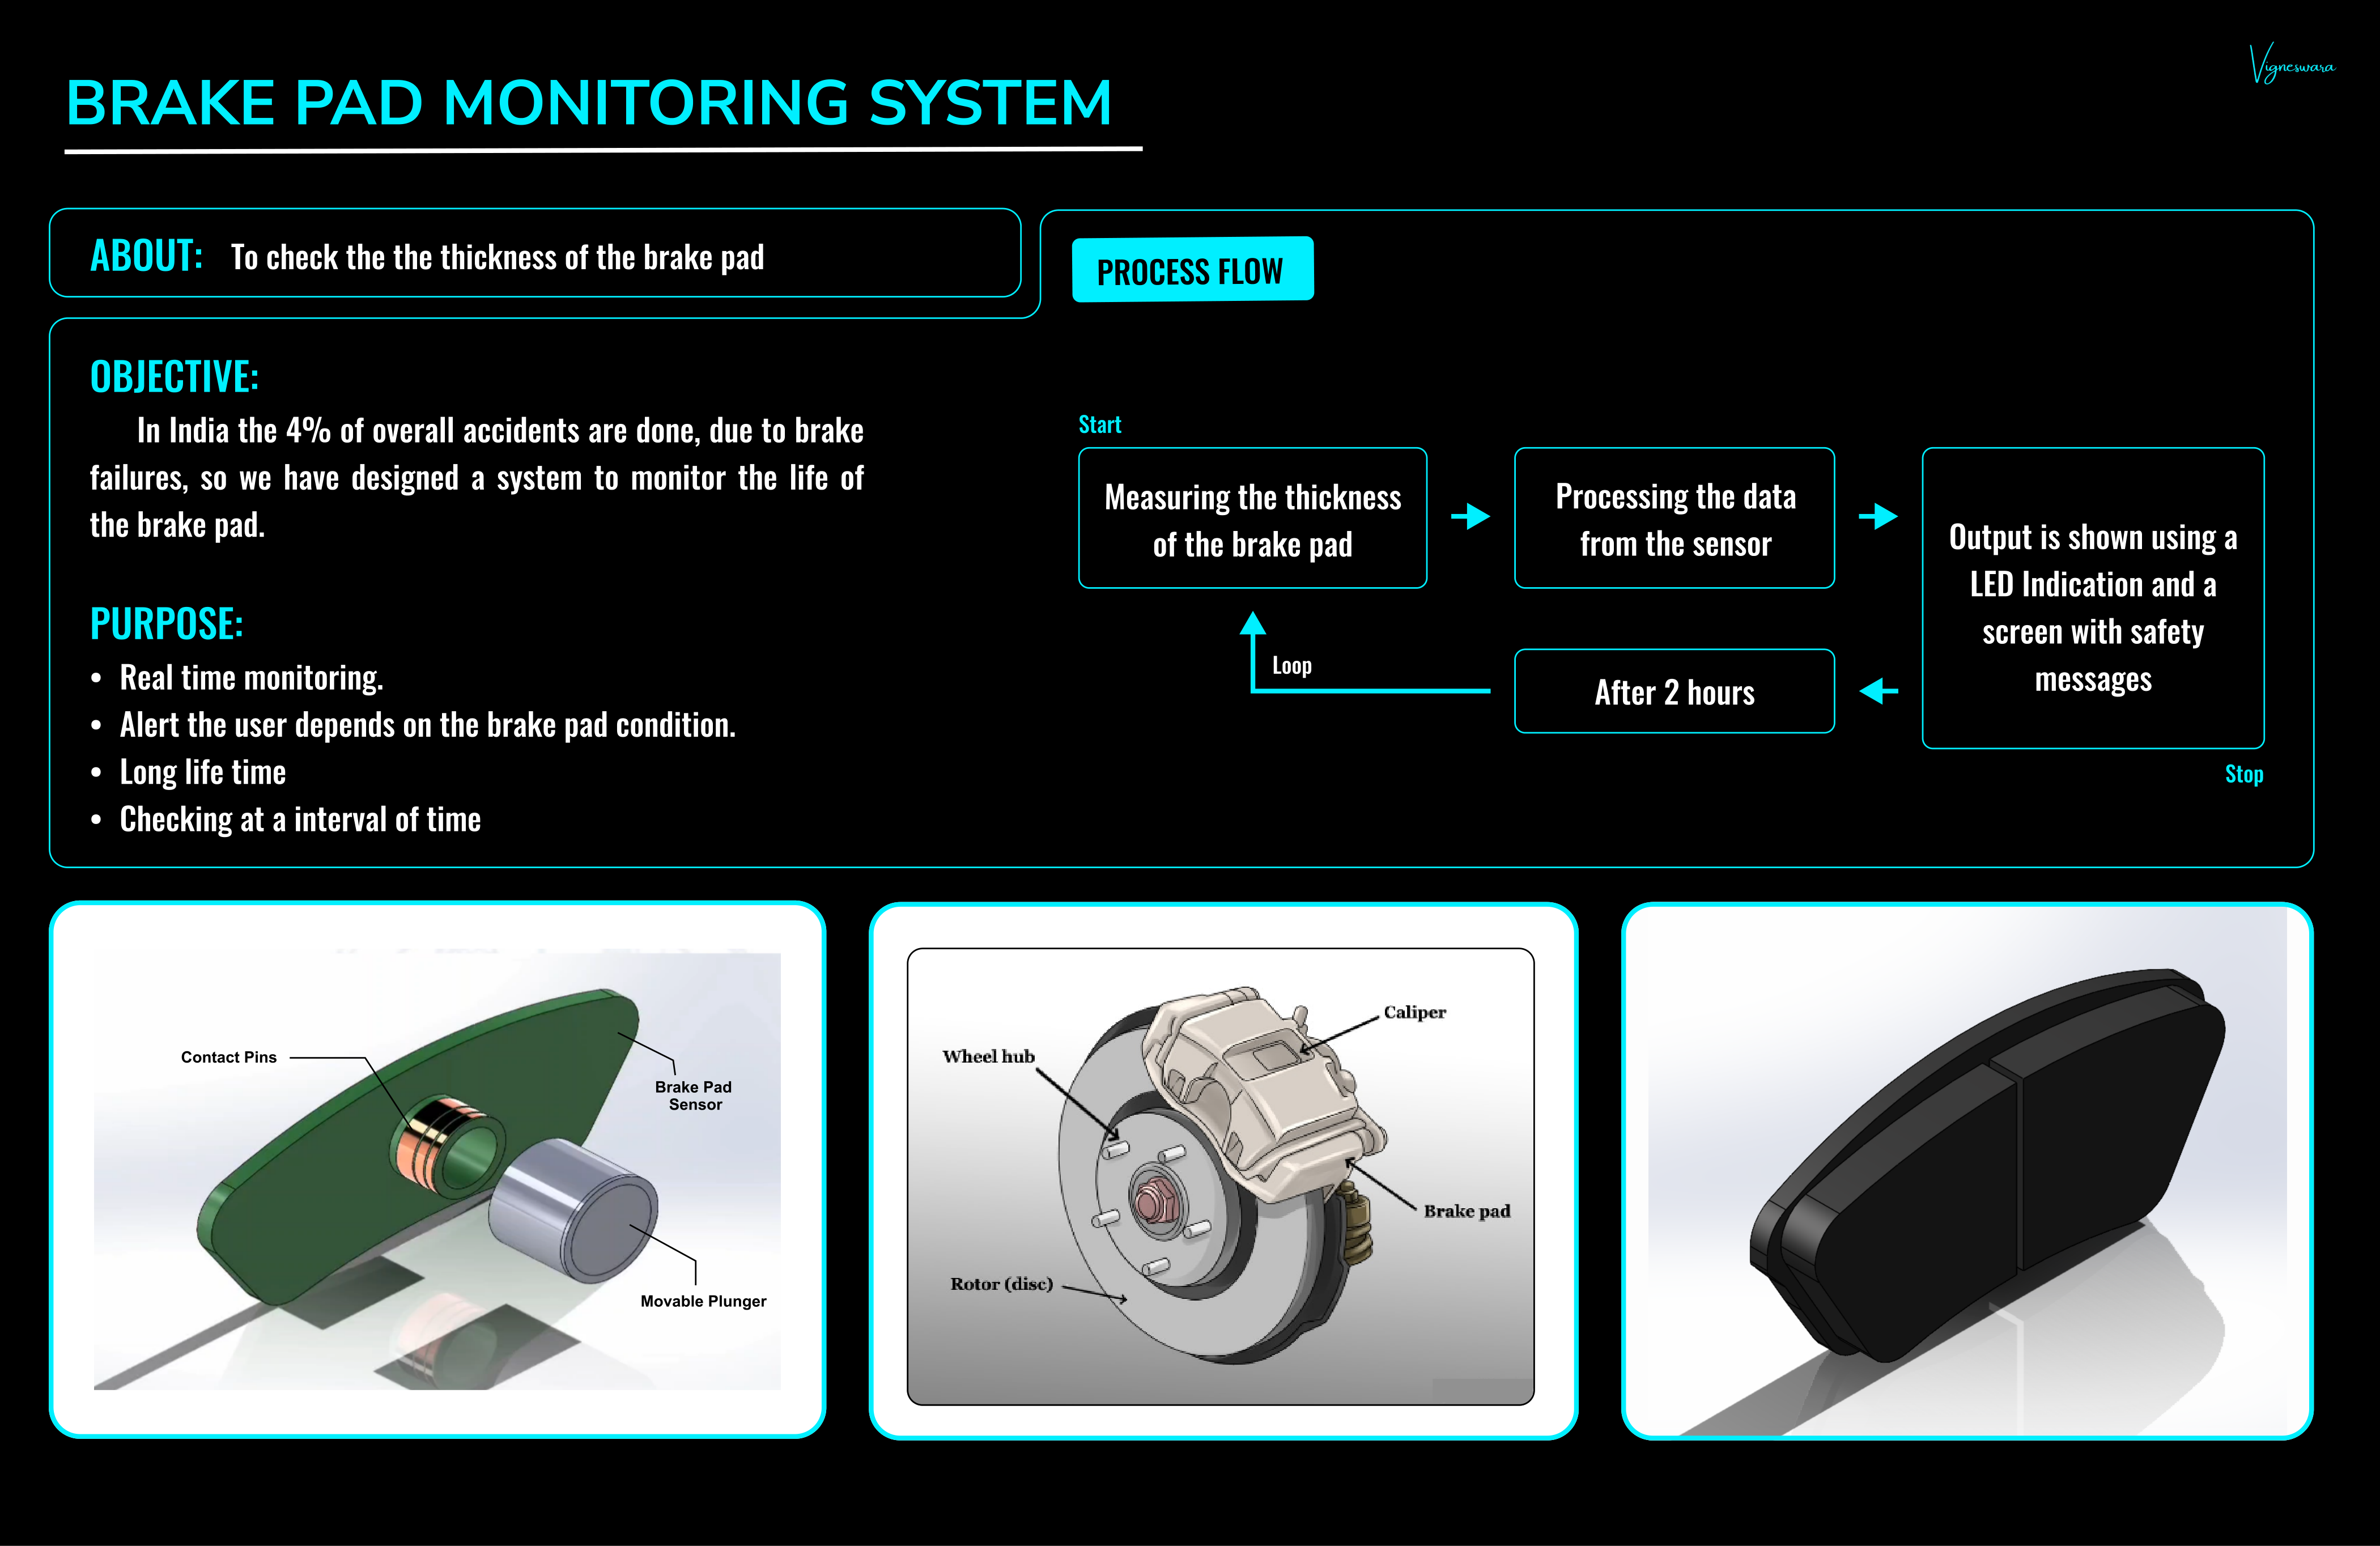 Vigneswara
BRAKE PAD MONITORING SYSTEM
ABOUT: To check the the thickness of the brake pad
OBJECTIVE:
In India the 4% of overall accidents are done, due to brake
failures, so we have designed a system to monitor the life of
the brake pad.
PURPOSE:
• Real time monitoring.
• Alert the user depends on the brake pad condition.
• Long life time
• Checking at a interval of time
PROCESS FLOW
Start
Measuring the thickness
of the brake pad
Processing the data
from the sensor
Output is shown using a
LED Indication and a
screen with safety
messages
After 2 hours
Loop
Stop
Contact Pins
Brake Pad
Sensor
Movable Plunger
Caliper
Wheel hub
Brake pad
Rotor (disc)